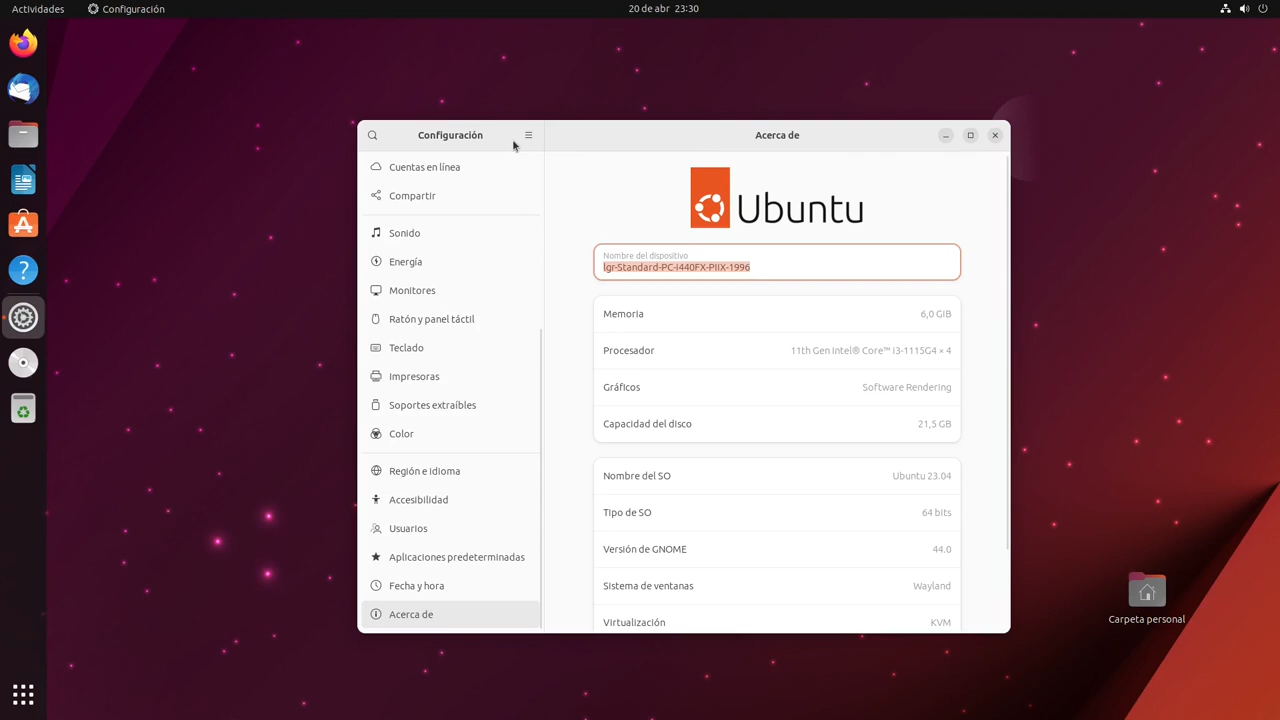 Actividades Configuración 20 de abr 23:30
Configuración Acerca de
Cuentas en línea
Compartir
Sonido
Energía
Monitores
Ratón y panel táctil
Teclado
Impresoras
Soportes extraíbles
Color
Región e idioma
Accesibilidad
Usuarios
Aplicaciones predeterminadas
Fecha y hora
Acerca de
Ubuntu
Nombre del dispositivo
lgr-Standard-PC-i440FX-PIIX-1996
Memoria 6,0 GiB
Procesador 11th Gen Intel® Core™ i3-1115G4 × 4
Gráficos Software Rendering
Capacidad del disco 21,5 GB
Nombre del SO Ubuntu 23.04
Tipo de SO 64 bits
Versión de GNOME 44.0
Sistema de ventanas Wayland
Virtualización KVM
Carpeta personal